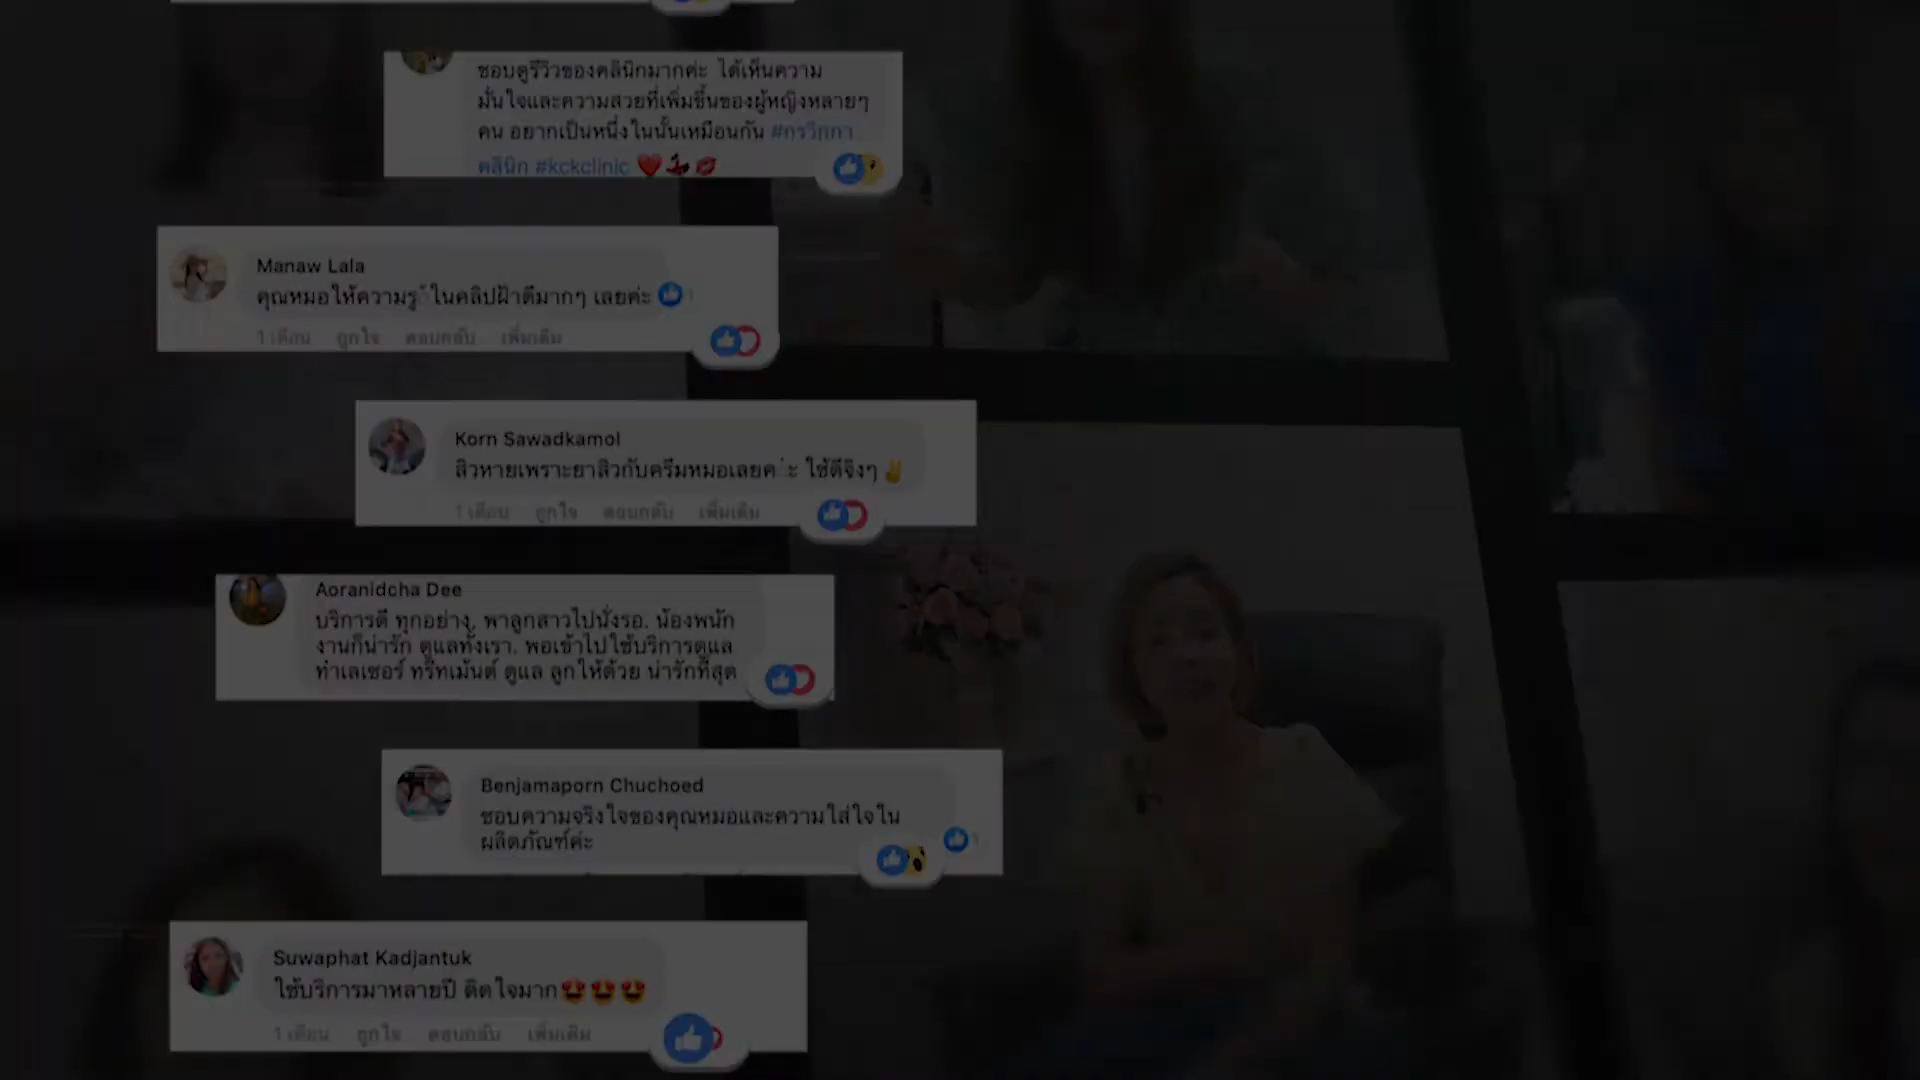 ชอบดูรีวิวของคลินิกมากค่ะ ได้เห็นความ
มั่นใจและความสวยที่เพิ่มขึ้นของผู้หญิงหลายๆ
คน อยากเป็นหนึ่งในนั้นเหมือนกัน #กรวิกกา
คลินิก #kckclinic ❤️💃💋
Manaw Lala
คุณหมอให้ความรู้ในคลิปฝ้าดีมากๆ เลยค่ะ
1 เดือน ถูกใจ ตอบกลับ เพิ่มเติม
Korn Sawadkamol
สิวหายเพราะยาสิวกับครีมหมอเลยค่ะ ใช้ดีจิงๆ ✌️
1 เดือน ถูกใจ ตอบกลับ เพิ่มเติม
Aoranidcha Dee
บริการดี ทุกอย่าง. พาลูกสาวไปนั่งรอ. น้องพนัก
งานก็น่ารัก ดูแลทั้งเรา. พอเข้าไปใช้บริการดูแล
ทำเลเซอร์ ทรีทเม้นต์ ดูแล ลูกให้ด้วย น่ารักที่สุด
Benjamaporn Chuchoed
ชอบความจริงใจของคุณหมอและความใส่ใจใน
ผลิตภัณฑ์ค่ะ
Suwaphat Kadjantuk
ใช้บริการมาหลายปี ติดใจมาก😍😍😍
1 เดือน ถูกใจ ตอบกลับ เพิ่มเติม